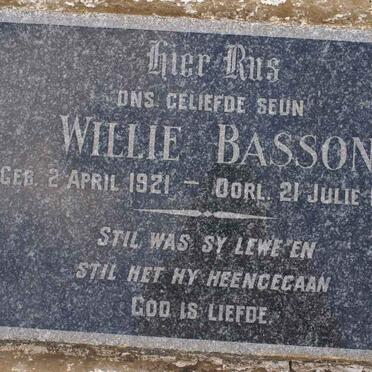 Hier Rus
ONS GELIEFDE SEUN
WILLIE BASSON
GEB. 2 APRIL 1921 — OORL. 21 JULIE
STIL WAS SY LEWE EN
STIL HET HY HEENGEGAAN
GOD IS LIEFDE.